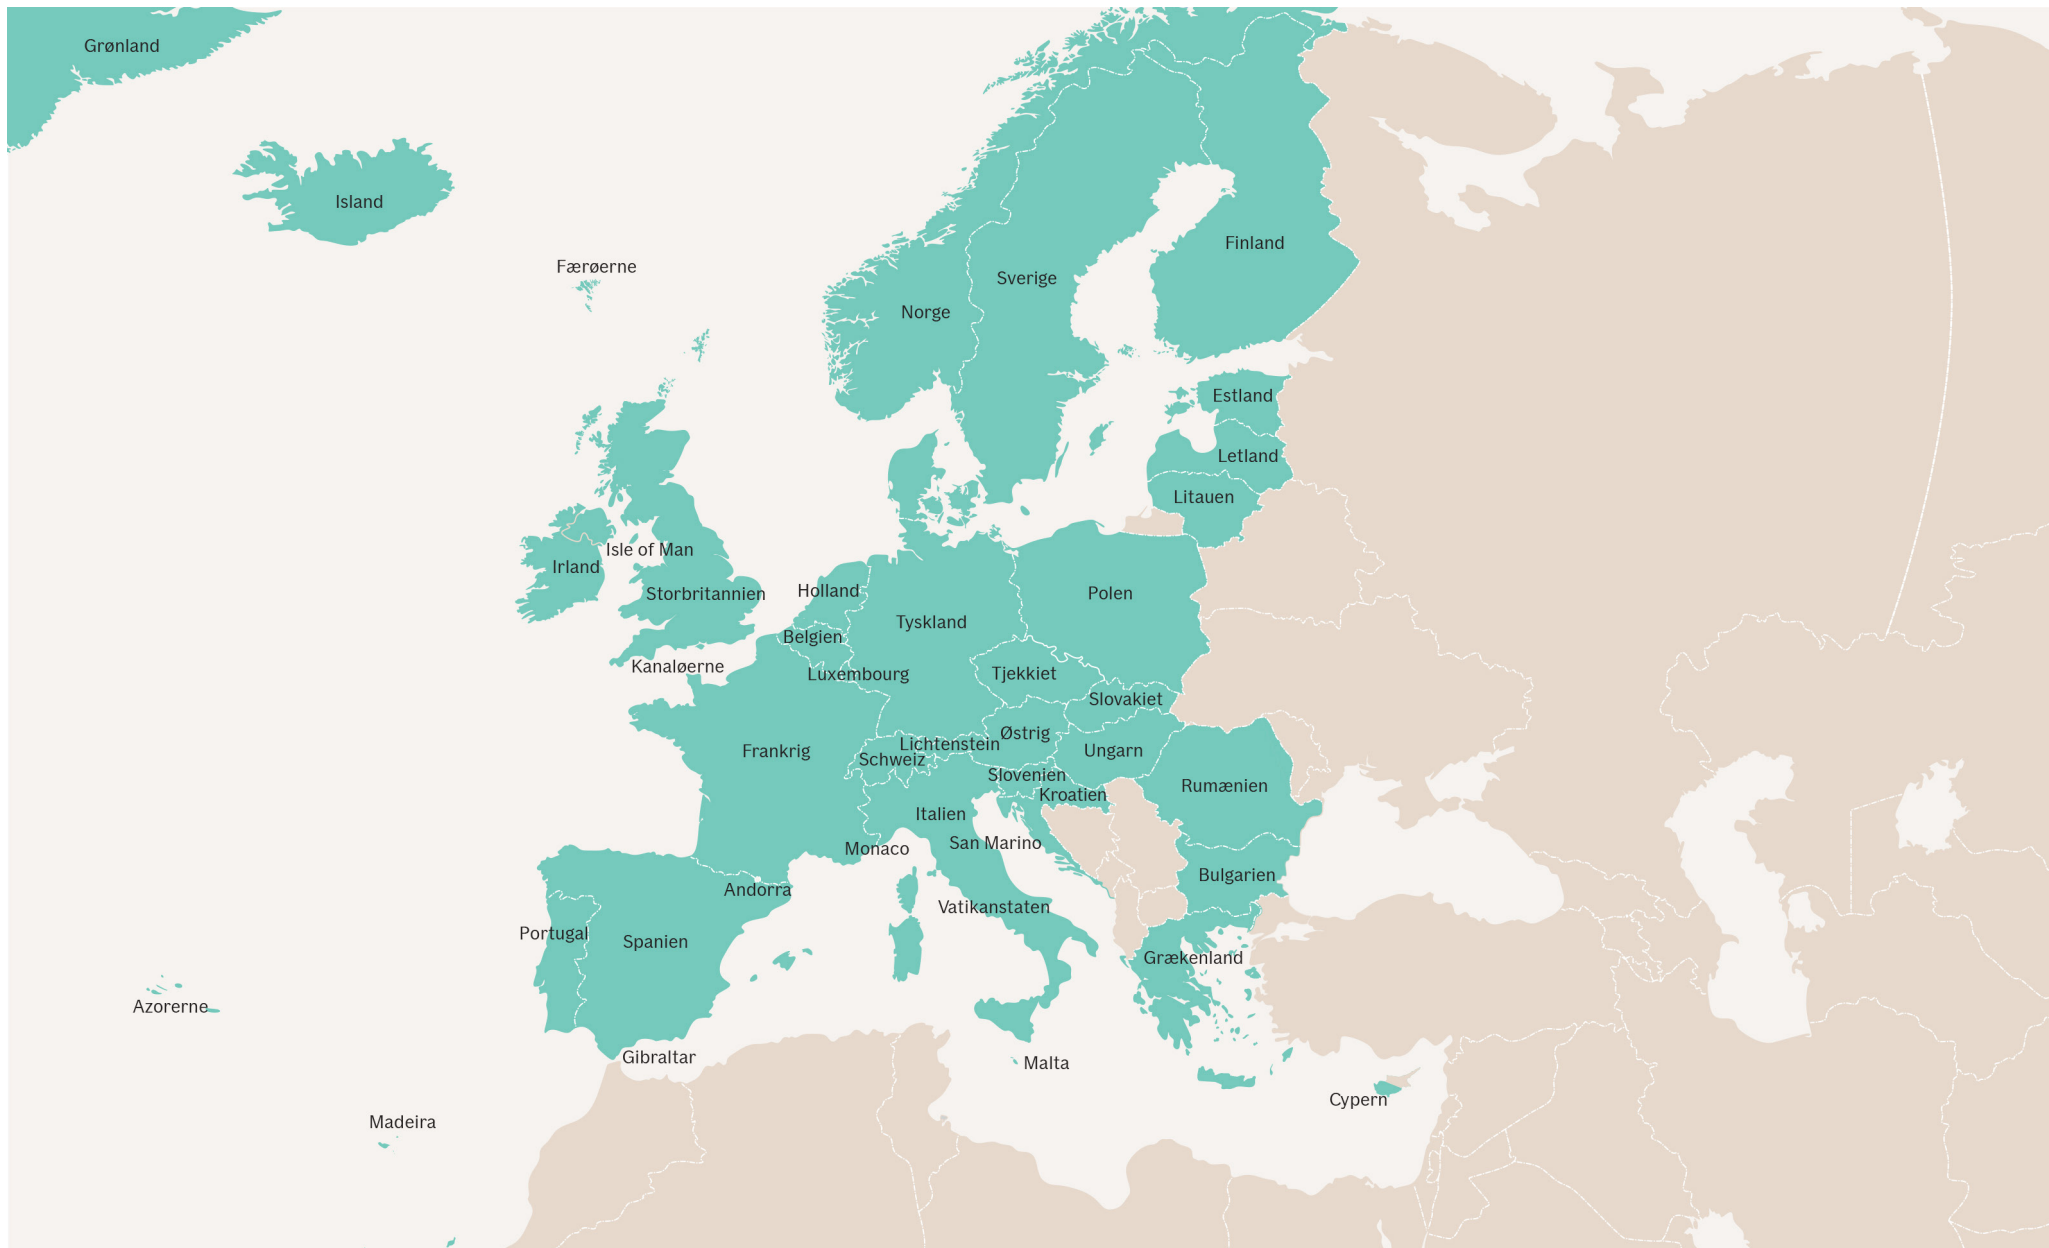 Grønland
Island
Færøerne
Finland
Sverige
Norge
Estland
Letland
Litauen
Isle of Man
Irland
Storbritannien
Holland
Polen
Tyskland
Belgien
Kanaløerne
Luxembourg
Tjekkiet
Slovakiet
Østrig
Lichtenstein
Frankrig
Ungarn
Schweiz
Slovenien
Rumænien
Kroatien
Italien
San Marino
Monaco
Bulgarien
Andorra
Vatikanstaten
Portugal
Spanien
Grækenland
Azorerne
Gibraltar
Malta
Cypern
Madeira